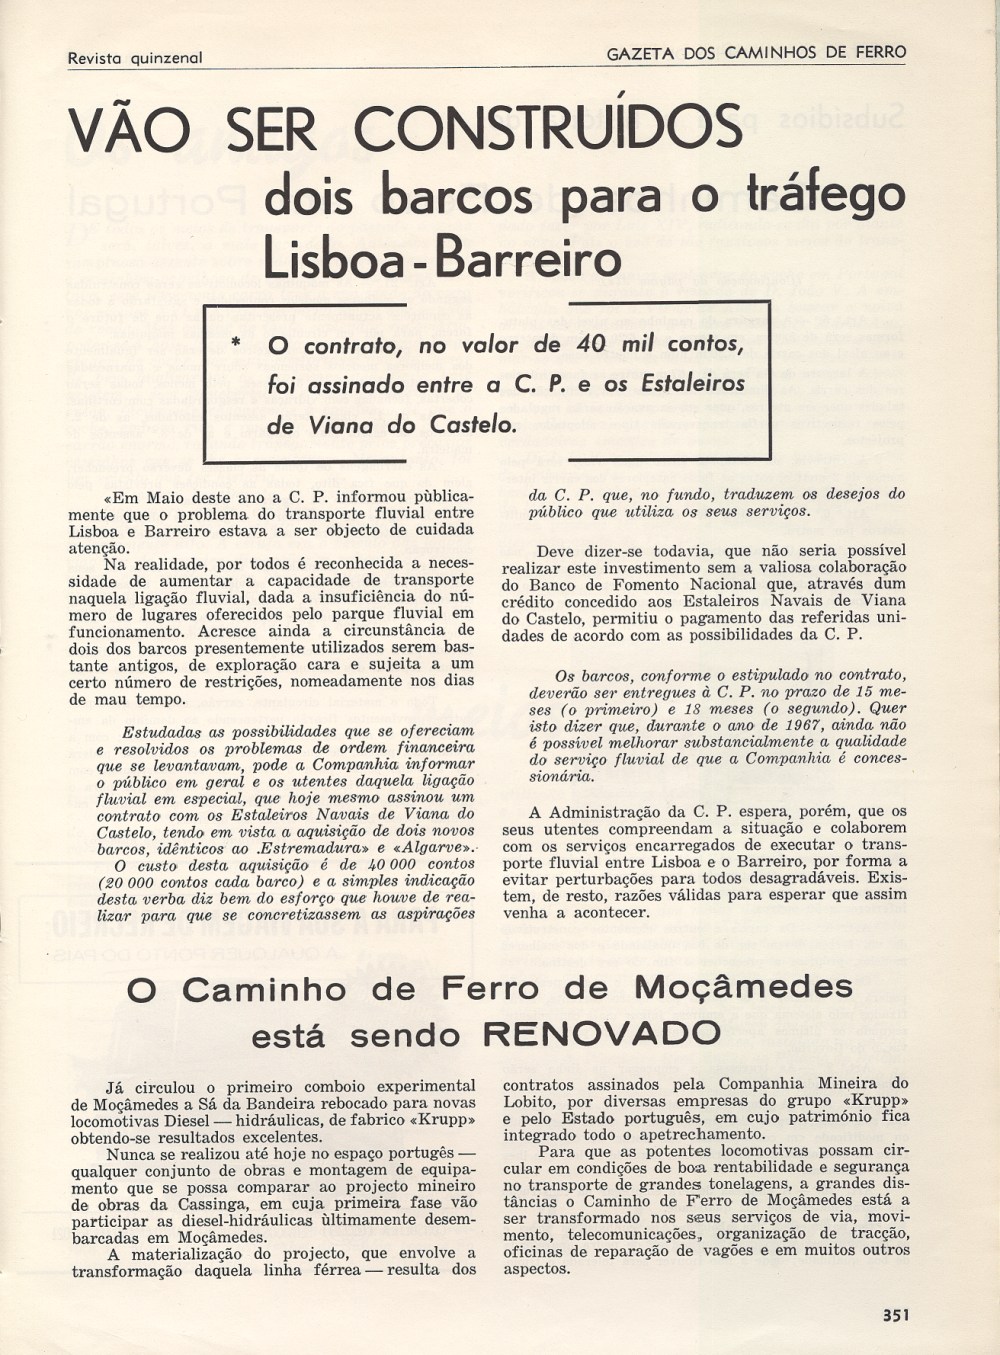 Revista quinzenal
GAZETA DOS CAMINHOS DE FERRO
VÃO SER CONSTRUÍDOS
dois barcos para o tráfego
Lisboa - Barreiro
* O contrato, no valor de 40 mil contos,
foi assinado entre a C. P. e os Estaleiros
de Viana do Castelo.
«Em Maio deste ano a C. P. informou pùblica-
mente que o problema do transporte fluvial entre
Lisboa e Barreiro estava a ser objecto de cuidada
atenção.
Na realidade, por todos é reconhecida a neces-
sidade de aumentar a capacidade de transporte
naquela ligação fluvial, dada a insuficiência do nú-
mero de lugares oferecidos pelo parque fluvial em
funcionamento. Acresce ainda a circunstância de
dois dos barcos presentemente utilizados serem bas-
tante antigos, de exploração cara e sujeita a um
certo número de restrições, nomeadamente nos dias
de mau tempo.
Estudadas as possibilidades que se ofereciam
e resolvidos os problemas de ordem financeira
que se levantavam, pode a Companhia informar
o público em geral e os utentes daquela ligação
fluvial em especial, que hoje mesmo assinou um
contrato com os Estaleiros Navais de Viana do
Castelo, tendo em vista a aquisição de dois novos
barcos, idênticos ao .Estremadura» e «Algarve».
O custo desta aquisição é de 40 000 contos
(20 000 contos cada barco) e a simples indicação
desta verba diz bem do esforço que houve de rea-
lizar para que se concretizassem as aspirações
da C. P. que, no fundo, traduzem os desejos do
público que utiliza os seus serviços.
Deve dizer-se todavia, que não seria possível
realizar este investimento sem a valiosa colaboração
do Banco de Fomento Nacional que, através dum
crédito concedido aos Estaleiros Navais de Viana
do Castelo, permitiu o pagamento das referidas uni-
dades de acordo com as possibilidades da C. P.
Os barcos, conforme o estipulado no contrato,
deverão ser entregues à C. P. no prazo de 15 me-
ses (o primeiro) e 18 meses (o segundo). Quer
isto dizer que, durante o ano de 1967, ainda não
é possível melhorar substancialmente a qualidade
do serviço fluvial de que a Companhia é conces-
sionária.
A Administração da C. P. espera, porém, que os
seus utentes compreendam a situação e colaborem
com os serviços encarregados de executar o trans-
porte fluvial entre Lisboa e o Barreiro, por forma a
evitar perturbações para todos desagradáveis. Exis-
tem, de resto, razões válidas para esperar que assim
venha a acontecer.
O Caminho de Ferro de Moçâmedes
está sendo RENOVADO
Já circulou o primeiro comboio experimental
de Moçâmedes a Sá da Bandeira rebocado para novas
locomotivas Diesel — hidráulicas, de fabrico «Krupp»
obtendo-se resultados excelentes.
Nunca se realizou até hoje no espaço portugês —
qualquer conjunto de obras e montagem de equipa-
mento que se possa comparar ao projecto mineiro
de obras da Cassinga, em cuja primeira fase vão
participar as diesel-hidráulicas ùltimamente desem-
barcadas em Moçâmedes.
A materialização do projecto, que envolve a
transformação daquela linha férrea — resulta dos
contratos assinados pela Companhia Mineira do
Lobito, por diversas empresas do grupo «Krupp»
e pelo Estado português, em cujo património fica
integrado todo o apetrechamento.
Para que as potentes locomotivas possam cir-
cular em condições de boa rentabilidade e segurança
no transporte de grandes tonelagens, a grandes dis-
tâncias o Caminho de Ferro de Moçâmedes está a
ser transformado nos seus serviços de via, movi-
mento, telecomunicações, organização de tracção,
oficinas de reparação de vagões e em muitos outros
aspectos.
351